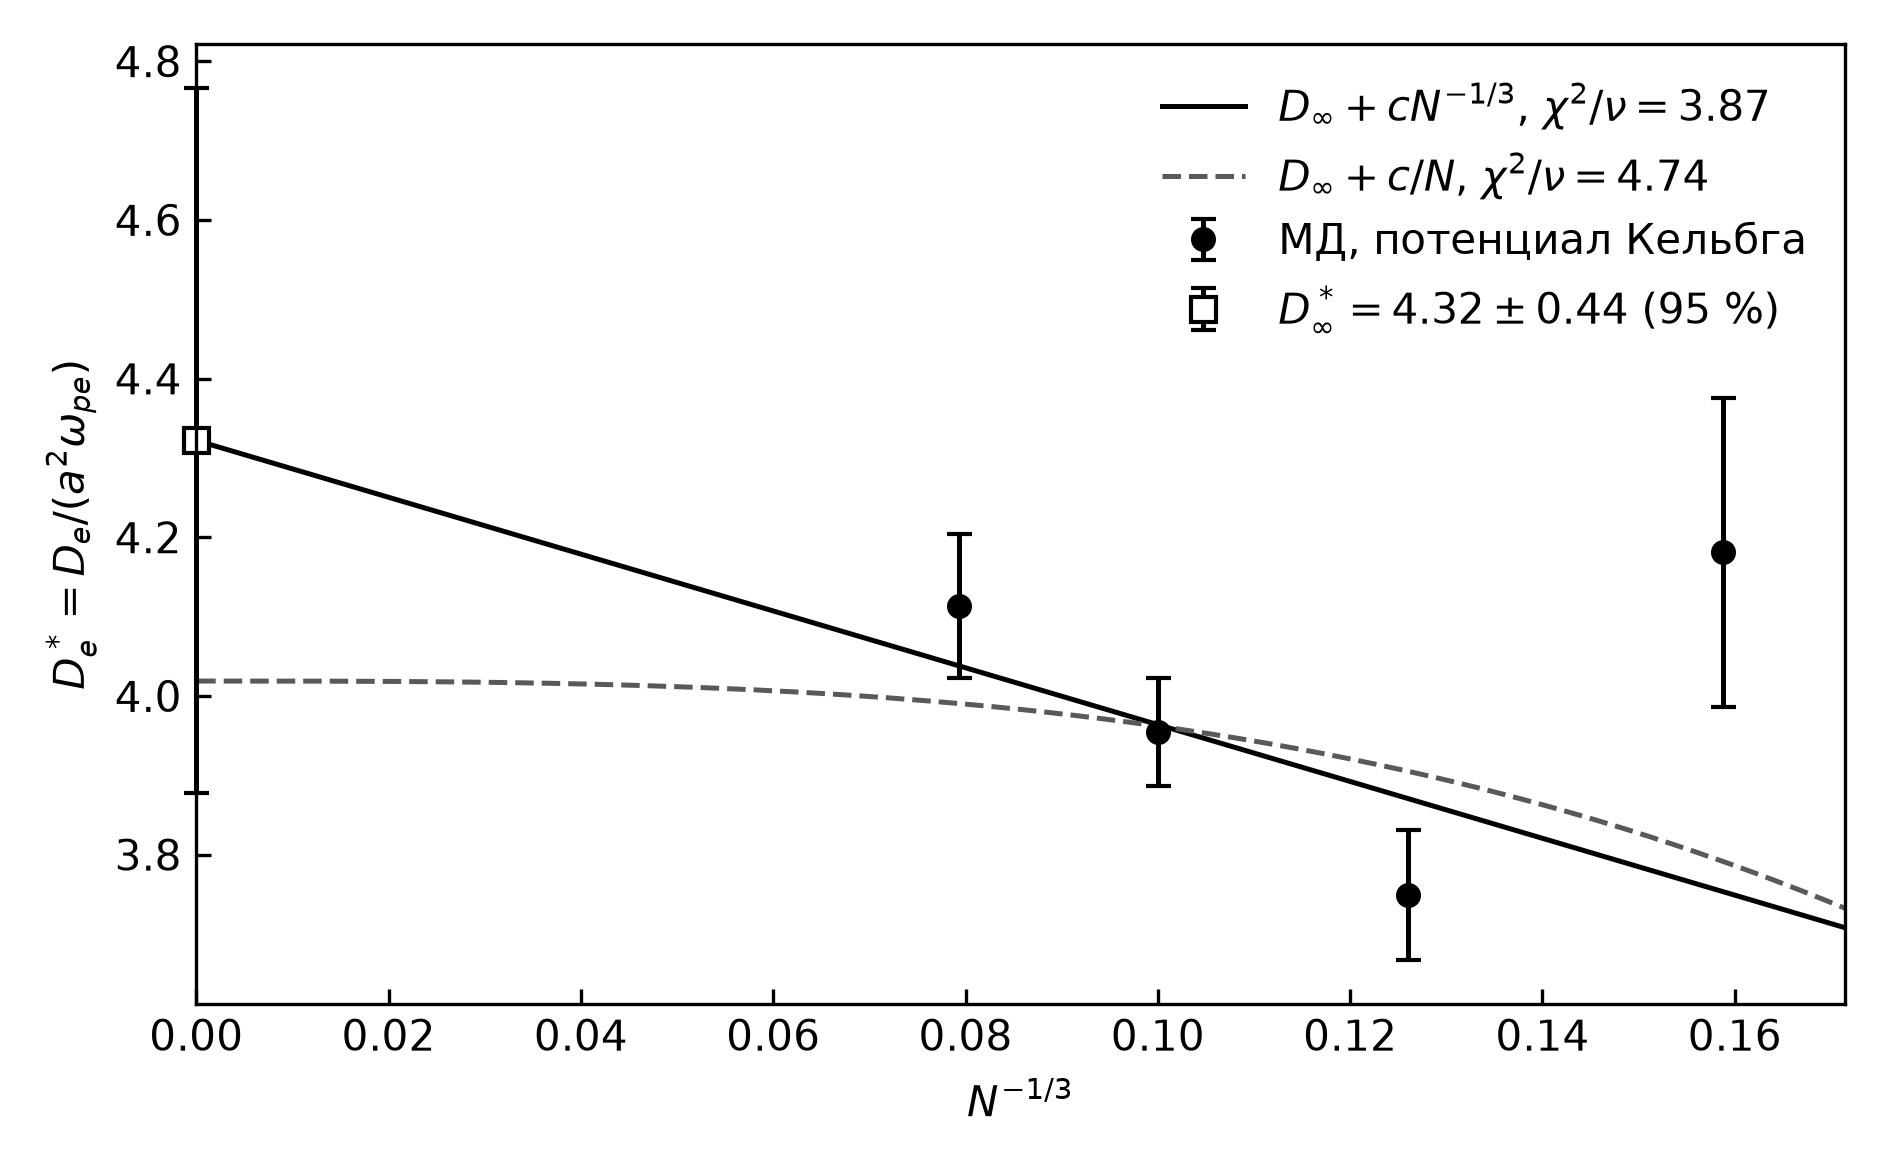 4.8
4.6
4.4
4.2
4.0
3.8
D*e = De/(a²ωpe)
D∞ + cN⁻¹/³, χ²/ν = 3.87
D∞ + c/N, χ²/ν = 4.74
МД, потенциал Кельбга
D*∞ = 4.32 ± 0.44 (95 %)
0.00 0.02 0.04 0.06 0.08 0.10 0.12 0.14 0.16
N⁻¹/³